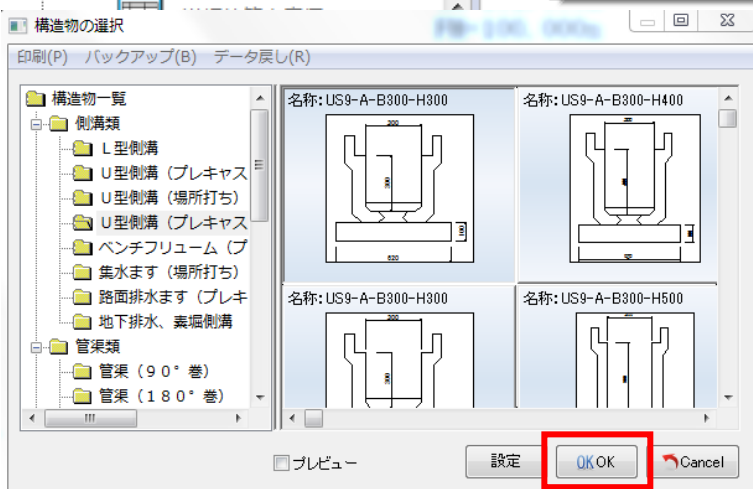 構造物の選択
印刷(P) バックアップ(B) データ戻し(R)
構造物一覧
側溝類
L型側溝
U型側溝（プレキャス
U型側溝（場所打ち）
U型側溝（プレキャス
ベンチフリューム（プ
集水ます（場所打ち）
路面排水ます（プレキ
地下排水、素堀側溝
管渠類
管渠（９０°巻）
管渠（１８０°巻）
名称:US9-A-B300-H300
名称:US9-A-B300-H400
620
名称:US9-A-B300-H300
名称:US9-A-B300-H500
プレビュー
設定
OK OK
Cancel